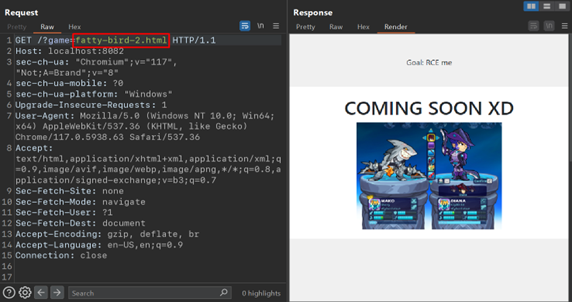 Request
Pretty Raw Hex
1 GET /?game=fatty-bird-2.html HTTP/1.1
2 Host: localhost:8082
3 sec-ch-ua: "Chromium";v="117",
"Not;A=Brand";v="8"
4 sec-ch-ua-mobile: ?0
5 sec-ch-ua-platform: "Windows"
6 Upgrade-Insecure-Requests: 1
7 User-Agent: Mozilla/5.0 (Windows NT 10.0; Win64;
x64) AppleWebKit/537.36 (KHTML, like Gecko)
Chrome/117.0.5938.63 Safari/537.36
8 Accept:
text/html,application/xhtml+xml,application/xml;q
=0.9,image/avif,image/webp,image/apng,*/*;q=0.8,a
pplication/signed-exchange;v=b3;q=0.7
9 Sec-Fetch-Site: none
10 Sec-Fetch-Mode: navigate
11 Sec-Fetch-User: ?1
12 Sec-Fetch-Dest: document
13 Accept-Encoding: gzip, deflate, br
14 Accept-Language: en-US,en;q=0.9
15 Connection: close
16
17
Search
0 highlights
Response
Pretty Raw Hex Render
Goal: RCE me
COMING SOON XD